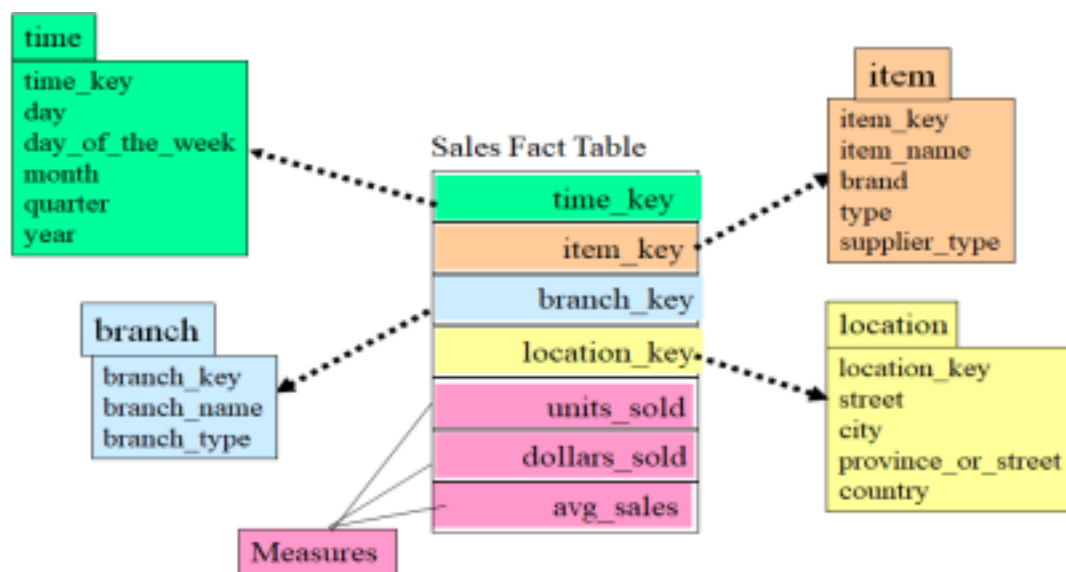 time
time_key
day
day_of_the_week
month
quarter
year
item
item_key
item_name
brand
type
supplier_type
Sales Fact Table
time_key
item_key
branch_key
location_key
units_sold
dollars_sold
avg_sales
branch
branch_key
branch_name
branch_type
location
location_key
street
city
province_or_street
country
Measures